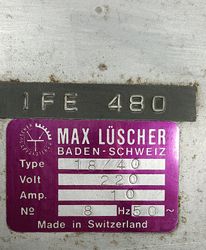 IFE 480
MAX LÜSCHER
BADEN-SCHWEIZ
Type 18/40
Volt 220
Amp. 10
No 8 Hz 50 ~
Made in Switzerland